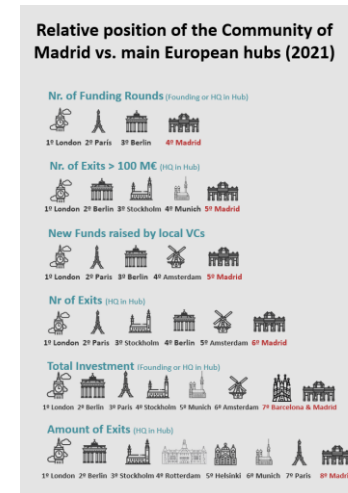 Relative position of the Community of
Madrid vs. main European hubs (2021)
Nr. of Funding Rounds (Founding or HQ in Hub)
1º London 2º Paris 3º Berlin 4º Madrid
Nr. of Exits > 100 M€ (HQ in Hub)
1º London 2º Berlin 3º Stockholm 4º Munich 5º Madrid
New Funds raised by local VCs
1º London 2º Paris 3º Berlin 4º Amsterdam 5º Madrid
Nr of Exits (HQ in Hub)
1º London 2º Paris 3º Stockholm 4º Berlin 5º Amsterdam 6º Madrid
Total Investment (Founding or HQ in Hub)
1º London 2º Berlin 3º Paris 4º Stockholm 5º Munich 6º Amsterdam 7º Barcelona & Madrid
Amount of Exits (HQ in Hub)
1º London 2º Berlin 3º Stockholm 4º Rotterdam 5º Helsinki 6º Munich 7º Paris 8º Madrid